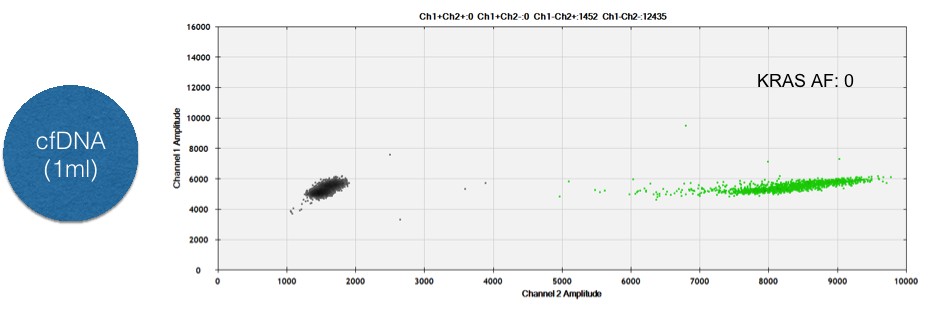 cfDNA
(1ml)
Ch1+Ch2+:0 Ch1+Ch2-:0 Ch1-Ch2+:1452 Ch1-Ch2-:12435
KRAS AF: 0
Channel 1 Amplitude
16000
14000
12000
10000
8000
6000
4000
2000
0
0 1000 2000 3000 4000 5000 6000 7000 8000 9000 10000
Channel 2 Amplitude